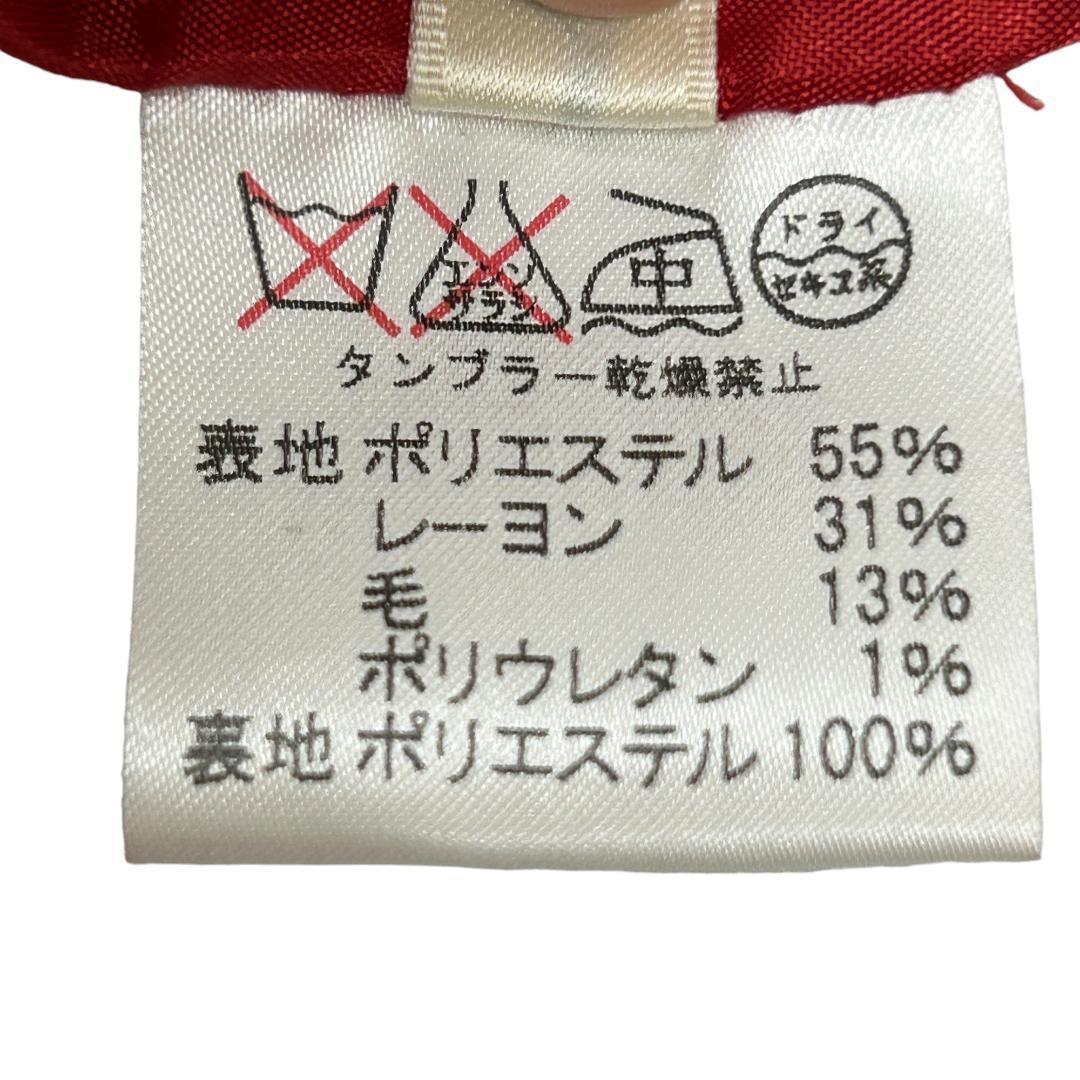 エンソ
サラシ
中
ドライ
セキユ系
タンブラー乾燥禁止
表地 ポリエステル 55%
レーヨン 31%
毛 13%
ポリウレタン 1%
裏地 ポリエステル 100%